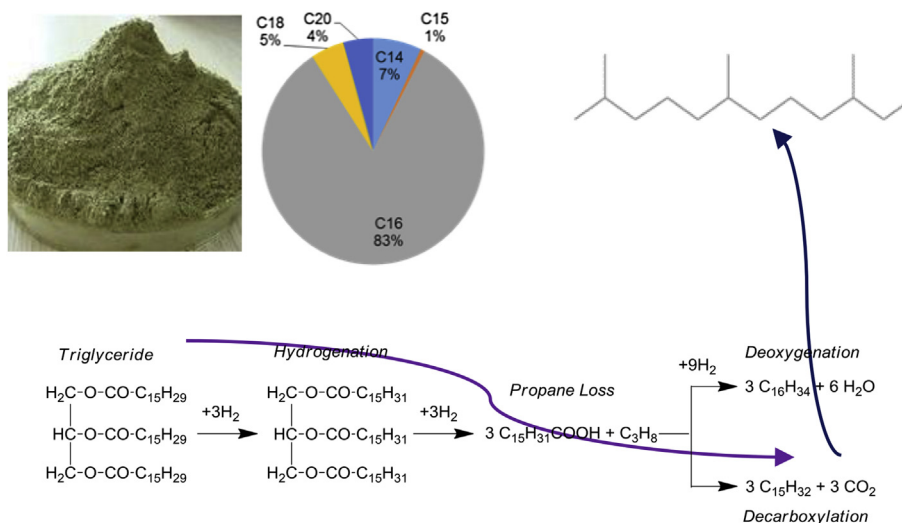 C18
5%
C20
4%
C15
1%
C14
7%
C16
83%
Triglyceride
Hydrogenation
Propane Loss
Deoxygenation
H₂C-O-CO-C₁₅H₂₉
HC-O-CO-C₁₅H₂₉
H₂C-O-CO-C₁₅H₂₉
+3H₂
H₂C-O-CO-C₁₅H₃₁
HC-O-CO-C₁₅H₃₁
H₂C-O-CO-C₁₅H₃₁
+3H₂
3 C₁₅H₃₁COOH + C₃H₈
+9H₂
3 C₁₆H₃₄ + 6 H₂O
3 C₁₅H₃₂ + 3 CO₂
Decarboxylation